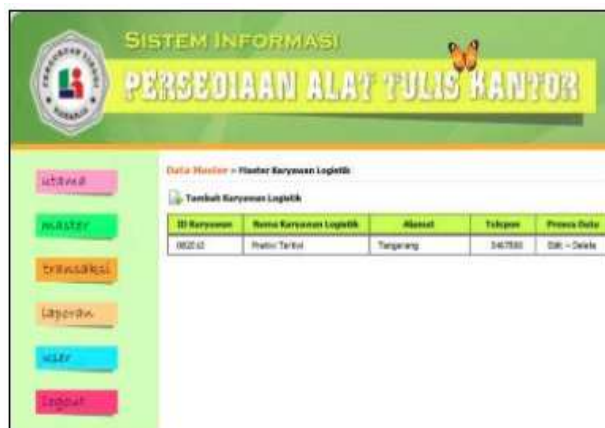 SISTEM INFORMASI
PERSEDIAAN ALAT TULIS KANTOR
utama
master
transaksi
laporan
user
logout
Data Master » Master Karyawan Logistik
Tambah Karyawan Logistik
ID Karyawan Nama Karyawan Logistik Alamat Telepon Proses Data
Tangerang Edit - Delete